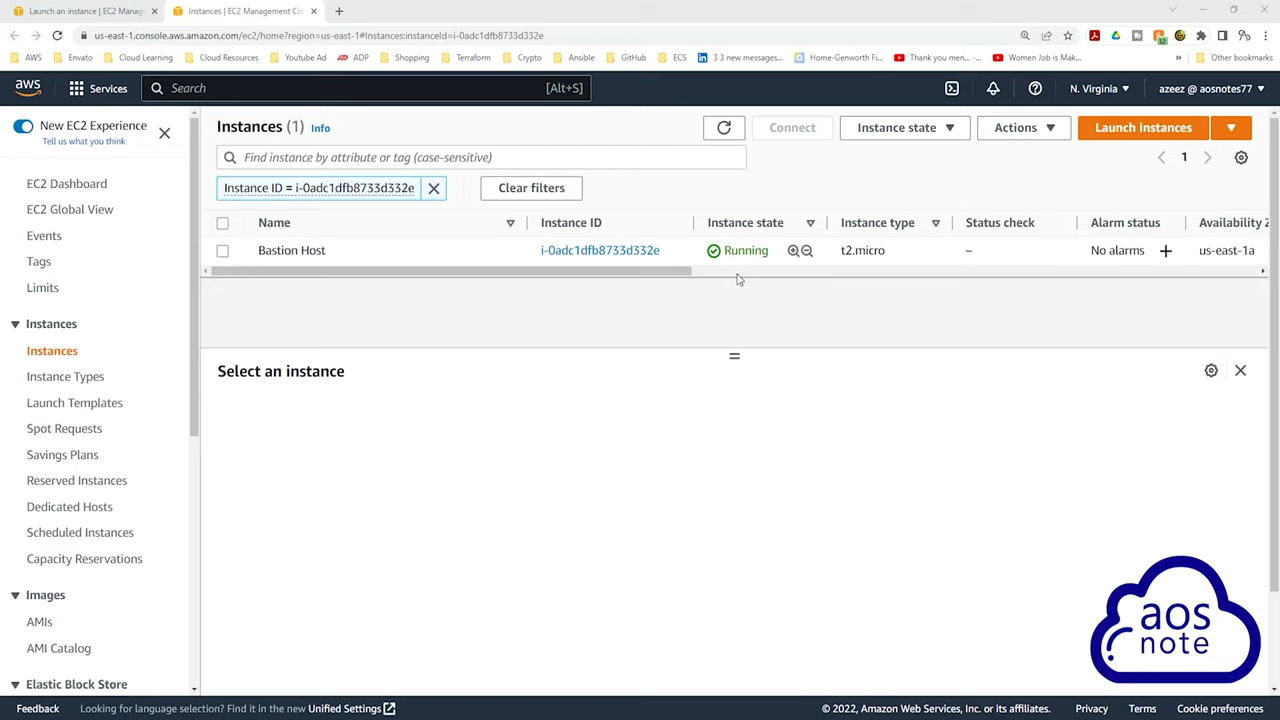 Launch an instance | EC2 Manag
Instances | EC2 Management Con
us-east-1.console.aws.amazon.com/ec2/home?region=us-east-1#Instances:instanceId=i-0adc1dfb8733d332e
AWS Envato Cloud Learning Cloud Resources Youtube Ad ADP Shopping Terraform Crypto Ansible GitHub ECS 3 3 new messages... Home-Genworth Fi... Thank you men -... Women Job is Mak... » Other bookmarks
aws Services Search [Alt+S] N. Virginia azeez @ aosnotes77
New EC2 Experience
Tell us what you think
EC2 Dashboard
EC2 Global View
Events
Tags
Limits
Instances
Instances
Instance Types
Launch Templates
Spot Requests
Savings Plans
Reserved Instances
Dedicated Hosts
Scheduled Instances
Capacity Reservations
Images
AMIs
AMI Catalog
Elastic Block Store
Instances (1) Info Connect Instance state Actions Launch instances
Find instance by attribute or tag (case-sensitive) 1
Instance ID = i-0adc1dfb8733d332e Clear filters
Name Instance ID Instance state Instance type Status check Alarm status Availability Z
Bastion Host i-0adc1dfb8733d332e Running t2.micro – No alarms + us-east-1a
Select an instance
aos
note
Feedback Looking for language selection? Find it in the new Unified Settings © 2022, Amazon Web Services, Inc. or its affiliates. Privacy Terms Cookie preferences